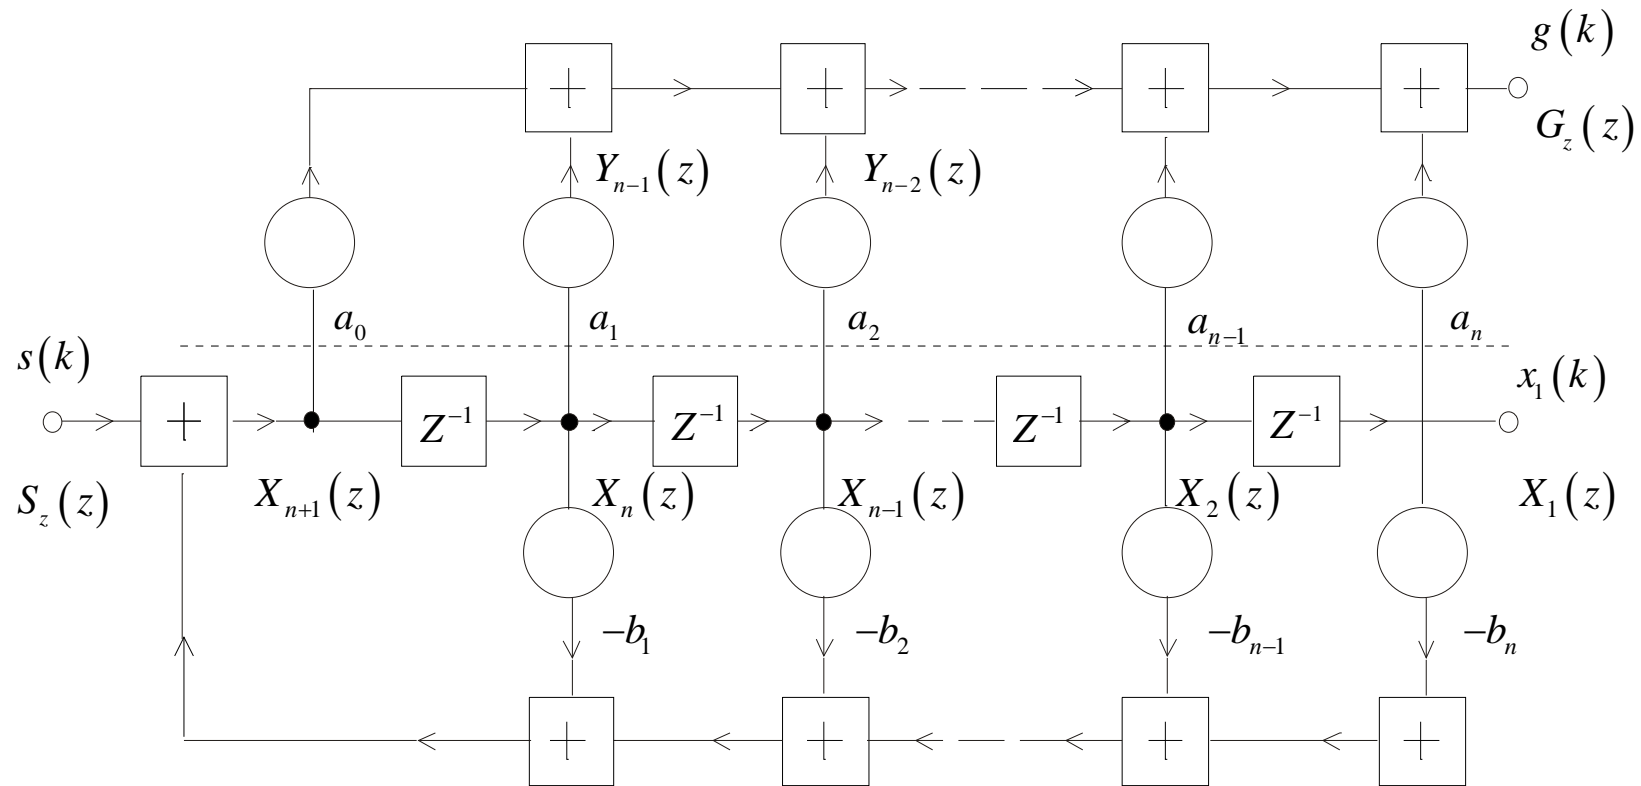 g(k)
+ + + +
G_z(z)
Y_{n-1}(z) Y_{n-2}(z)
a_0 a_1 a_2 a_{n-1} a_n
s(k) x_1(k)
+ Z^{-1} Z^{-1} Z^{-1} Z^{-1}
S_z(z) X_{n+1}(z) X_n(z) X_{n-1}(z) X_2(z) X_1(z)
-b_1 -b_2 -b_{n-1} -b_n
+ + + +